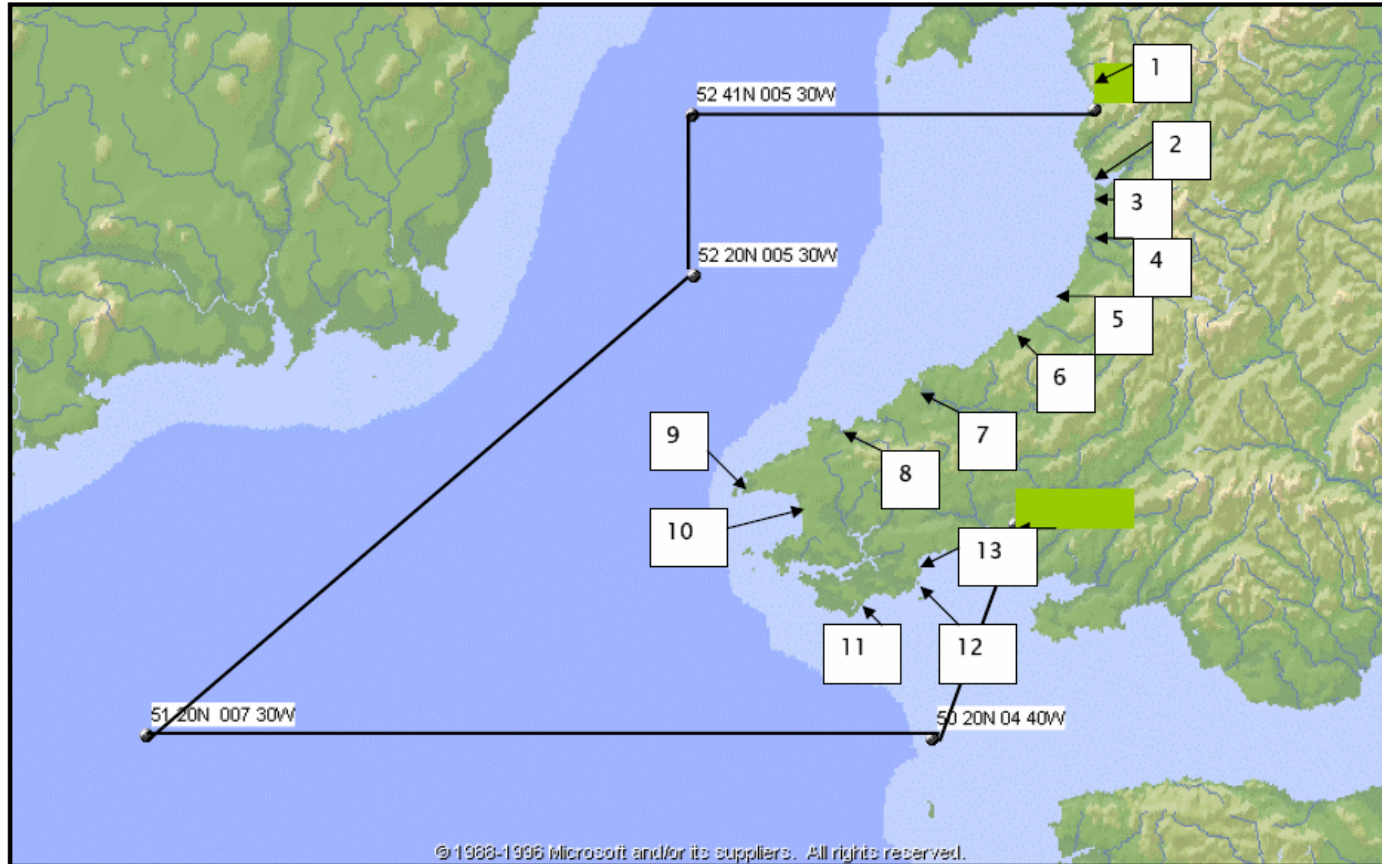 1
52 41N 005 30W
2
3
4
52 20N 005 30W
5
6
7
9
8
10
13
11
12
51 20N 007 30W
50 20N 04 40W
© 1988-1996 Microsoft and/or its suppliers. All rights reserved.